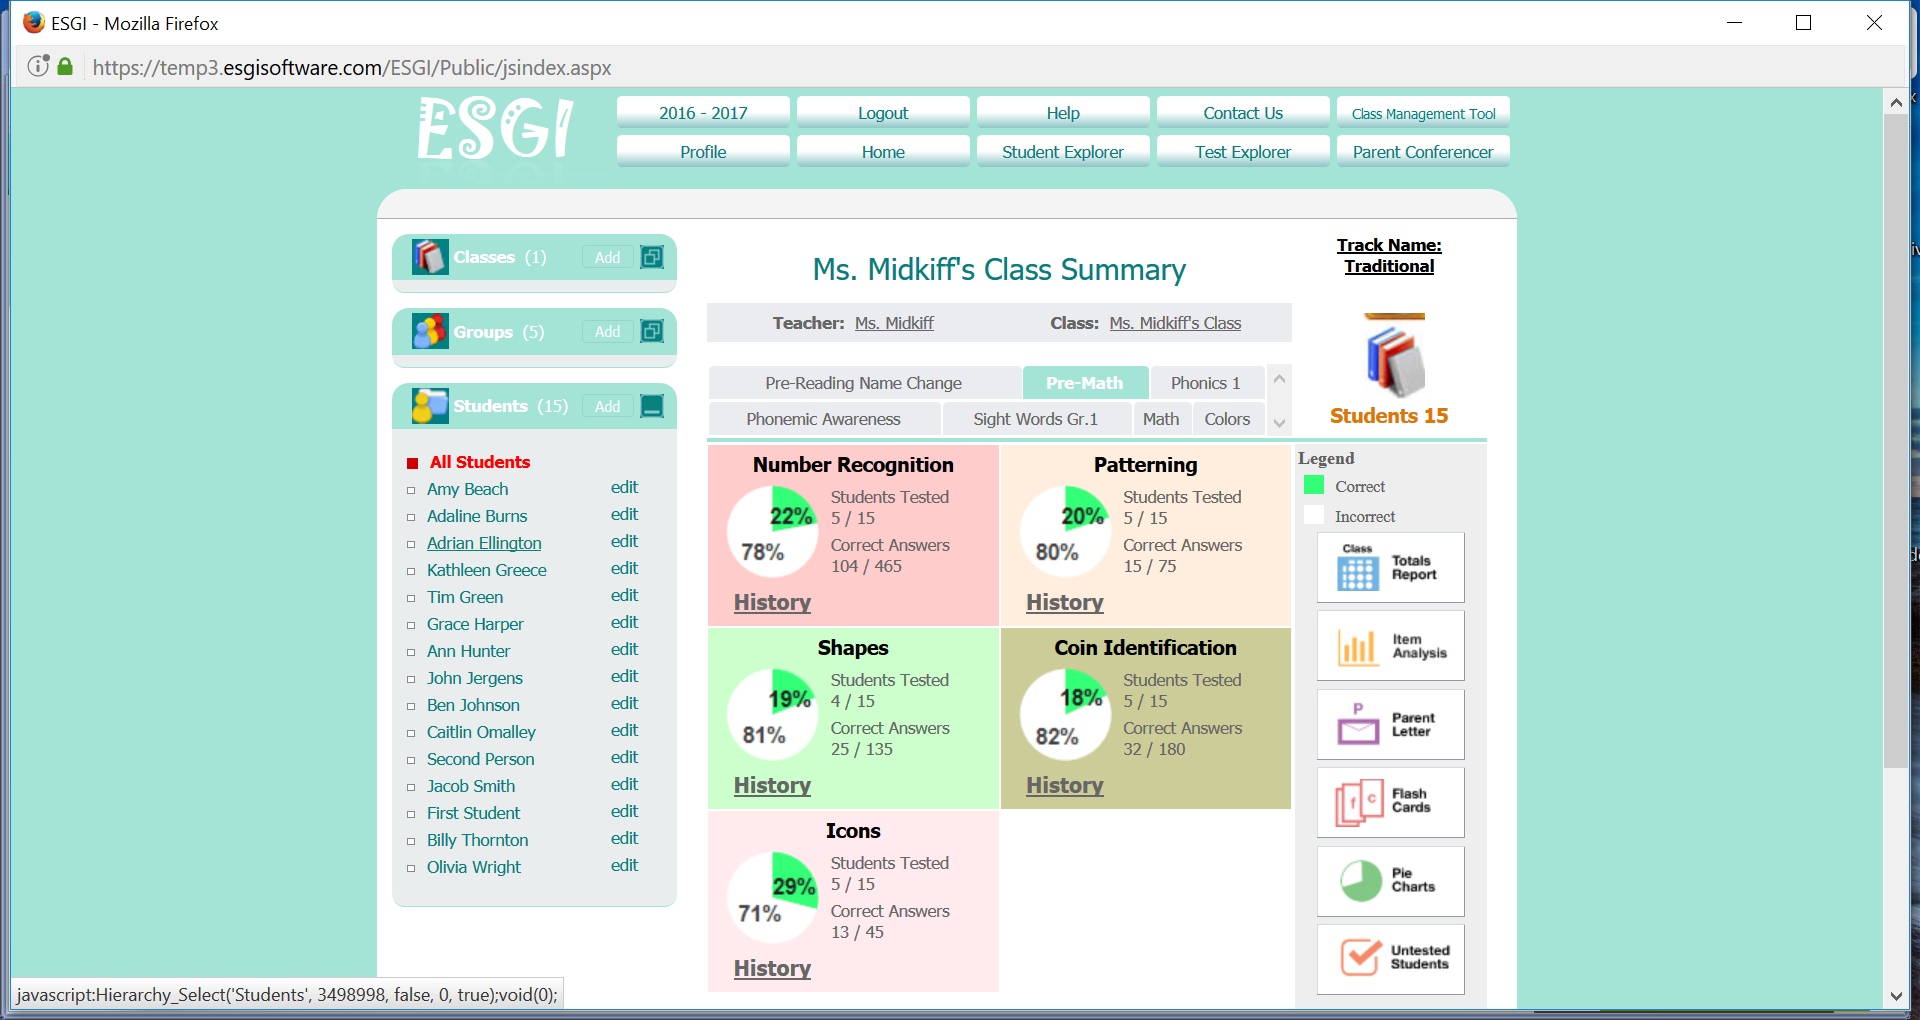 ESGI - Mozilla Firefox
https://temp3.esgisoftware.com/ESGI/Public/jsindex.aspx
ESGI
2016 - 2017
Logout
Help
Contact Us
Class Management Tool
Profile
Home
Student Explorer
Test Explorer
Parent Conferencer
Classes (1)
Add
Groups (5)
Add
Students (15)
Add
All Students
Amy Beach edit
Adaline Burns edit
Adrian Ellington edit
Kathleen Greece edit
Tim Green edit
Grace Harper edit
Ann Hunter edit
John Jergens edit
Ben Johnson edit
Caitlin Omalley edit
Second Person edit
Jacob Smith edit
First Student edit
Billy Thornton edit
Olivia Wright edit
Ms. Midkiff's Class Summary
Teacher: Ms. Midkiff
Class: Ms. Midkiff's Class
Track Name:
Traditional
Students 15
Pre-Reading Name Change
Pre-Math
Phonics 1
Phonemic Awareness
Sight Words Gr.1
Math
Colors
Number Recognition
22%
78%
Students Tested
5 / 15
Correct Answers
104 / 465
History
Patterning
20%
80%
Students Tested
5 / 15
Correct Answers
15 / 75
History
Shapes
19%
81%
Students Tested
4 / 15
Correct Answers
25 / 135
History
Coin Identification
18%
82%
Students Tested
5 / 15
Correct Answers
32 / 180
History
Icons
29%
71%
Students Tested
5 / 15
Correct Answers
13 / 45
History
Legend
Correct
Incorrect
Class
Totals
Report
Item
Analysis
P
Parent
Letter
f c
Flash
Cards
Pie
Charts
Untested
Students
javascript:Hierarchy_Select('Students', 3498998, false, 0, true);void(0);